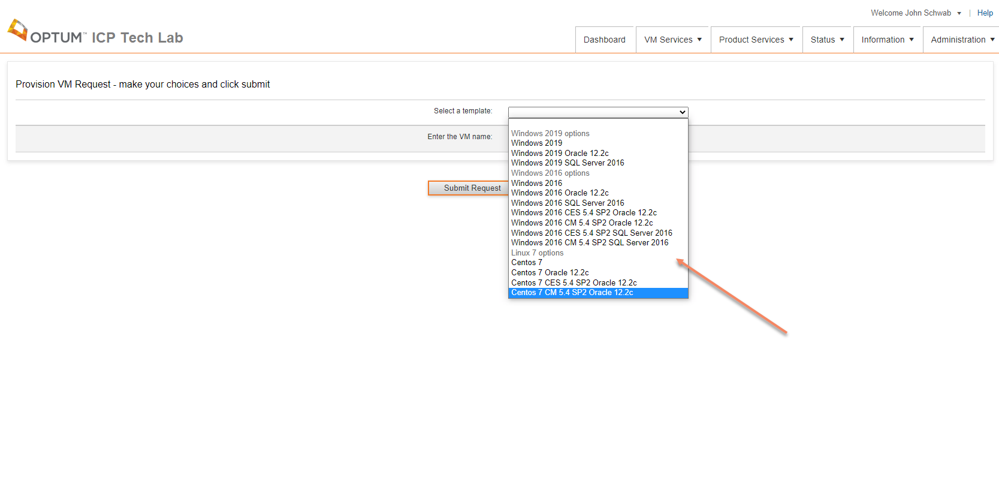 Welcome John Schwab ▼ | Help
OPTUM™ ICP Tech Lab
Dashboard VM Services ▼ Product Services ▼ Status ▼ Information ▼ Administration ▼
Provision VM Request - make your choices and click submit
Select a template:
Enter the VM name:
Windows 2019 options
Windows 2019
Windows 2019 Oracle 12.2c
Windows 2019 SQL Server 2016
Windows 2016 options
Windows 2016
Windows 2016 Oracle 12.2c
Windows 2016 SQL Server 2016
Windows 2016 CES 5.4 SP2 Oracle 12.2c
Windows 2016 CM 5.4 SP2 Oracle 12.2c
Windows 2016 CES 5.4 SP2 SQL Server 2016
Windows 2016 CM 5.4 SP2 SQL Server 2016
Linux 7 options
Centos 7
Centos 7 Oracle 12.2c
Centos 7 CES 5.4 SP2 Oracle 12.2c
Centos 7 CM 5.4 SP2 Oracle 12.2c
Submit Request